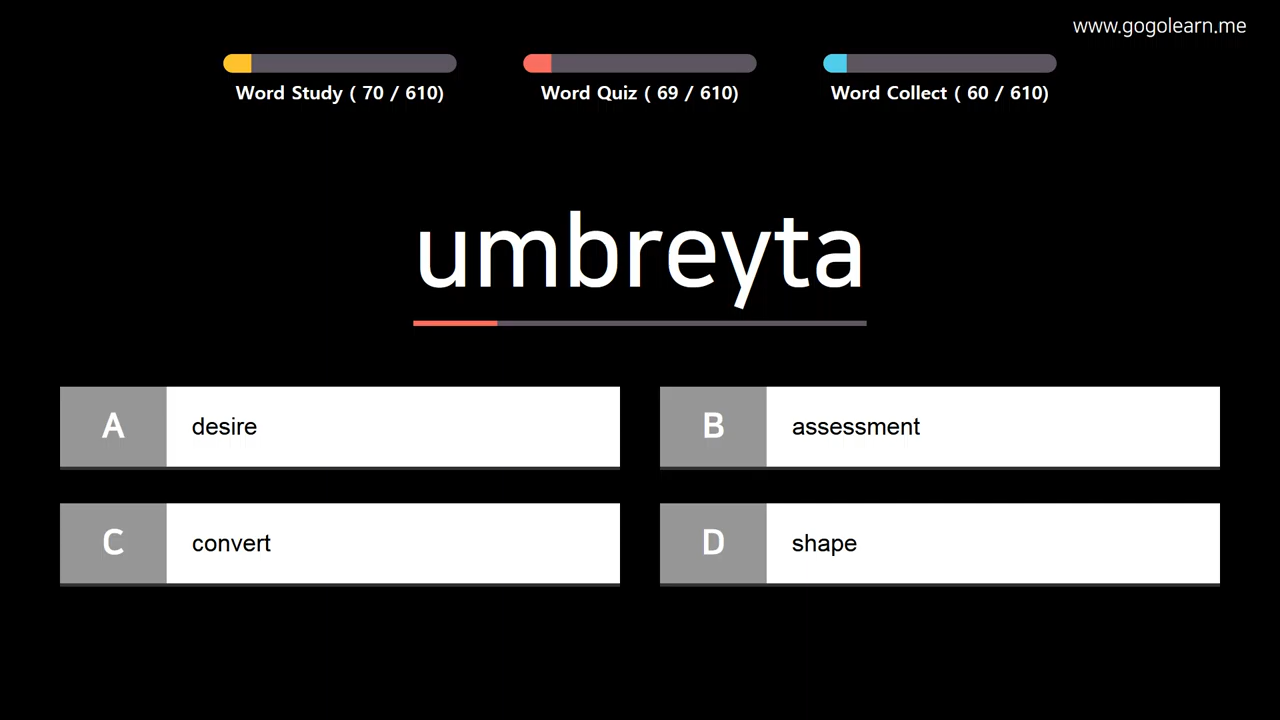 www.gogolearn.me
Word Study ( 70 / 610)
Word Quiz ( 69 / 610)
Word Collect ( 60 / 610)
umbreyta
A desire
B assessment
C convert
D shape